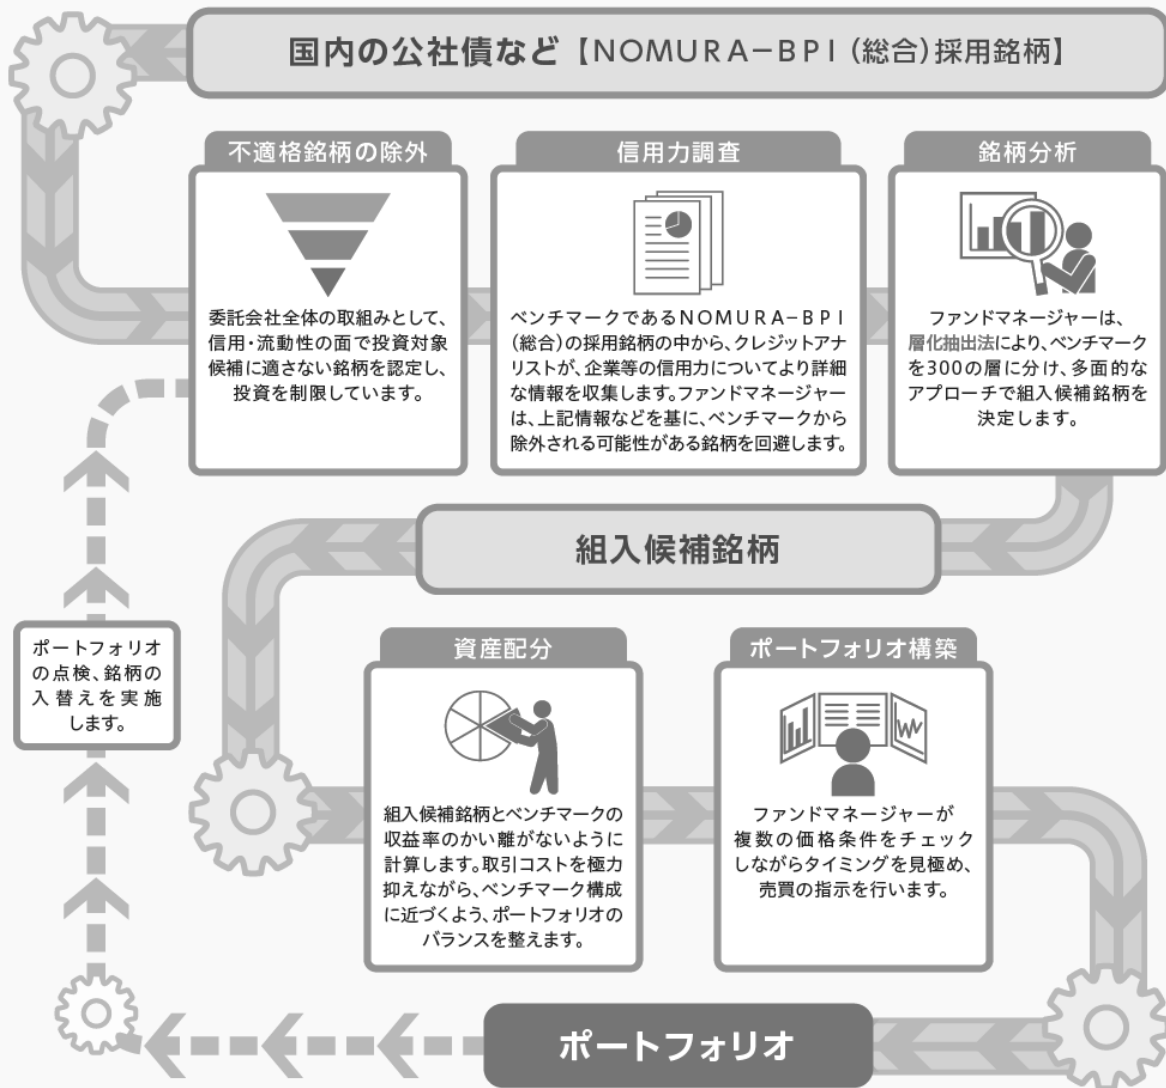 国内の公社債など【NOMURA−BPI（総合）採用銘柄】
不適格銘柄の除外
委託会社全体の取組みとして、
信用・流動性の面で投資対象
候補に適さない銘柄を認定し、
投資を制限しています。
信用力調査
ベンチマークであるNOMURA−BPI
（総合）の採用銘柄の中から、クレジットアナ
リストが、企業等の信用力についてより詳細
な情報を収集します。ファンドマネージャー
は、上記情報などを基に、ベンチマークから
除外される可能性がある銘柄を回避します。
銘柄分析
ファンドマネージャーは、
層化抽出法により、ベンチマーク
を300の層に分け、多面的な
アプローチで組入候補銘柄を
決定します。
組入候補銘柄
資産配分
組入候補銘柄とベンチマークの
収益率のかい離がないように
計算します。取引コストを極力
抑えながら、ベンチマーク構成
に近づくよう、ポートフォリオの
バランスを整えます。
ポートフォリオ構築
ファンドマネージャーが
複数の価格条件をチェック
しながらタイミングを見極め、
売買の指示を行います。
ポートフォリオ
ポートフォリオ
の点検、銘柄の
入替えを実施
します。